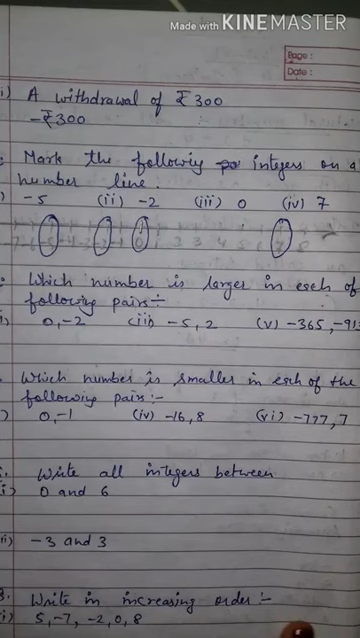 Made with KINEMASTER
Page :
Date :
i) A withdrawal of ₹300
-₹300
Mark the following integers on a
number line.
) -5 (ii) -2 (iii) 0 (iv) 7
Which number is larger in each of
following pairs:-
0, -2 (iii) -5, 2 (v) -365, -913
Which number is smaller in each of the
following pairs :-
) 0, -1 (iv) -16, 8 (vi) -777, 7
Write all integers between
i) 0 and 6
ii) -3 and 3
8. Write in increasing order :-
i) 5, -7, -2, 0, 8